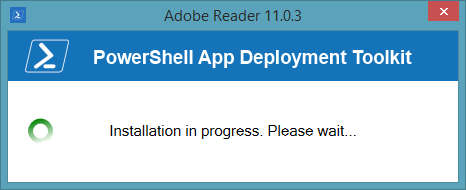 Adobe Reader 11.0.3
PowerShell App Deployment Toolkit
Installation in progress. Please wait...